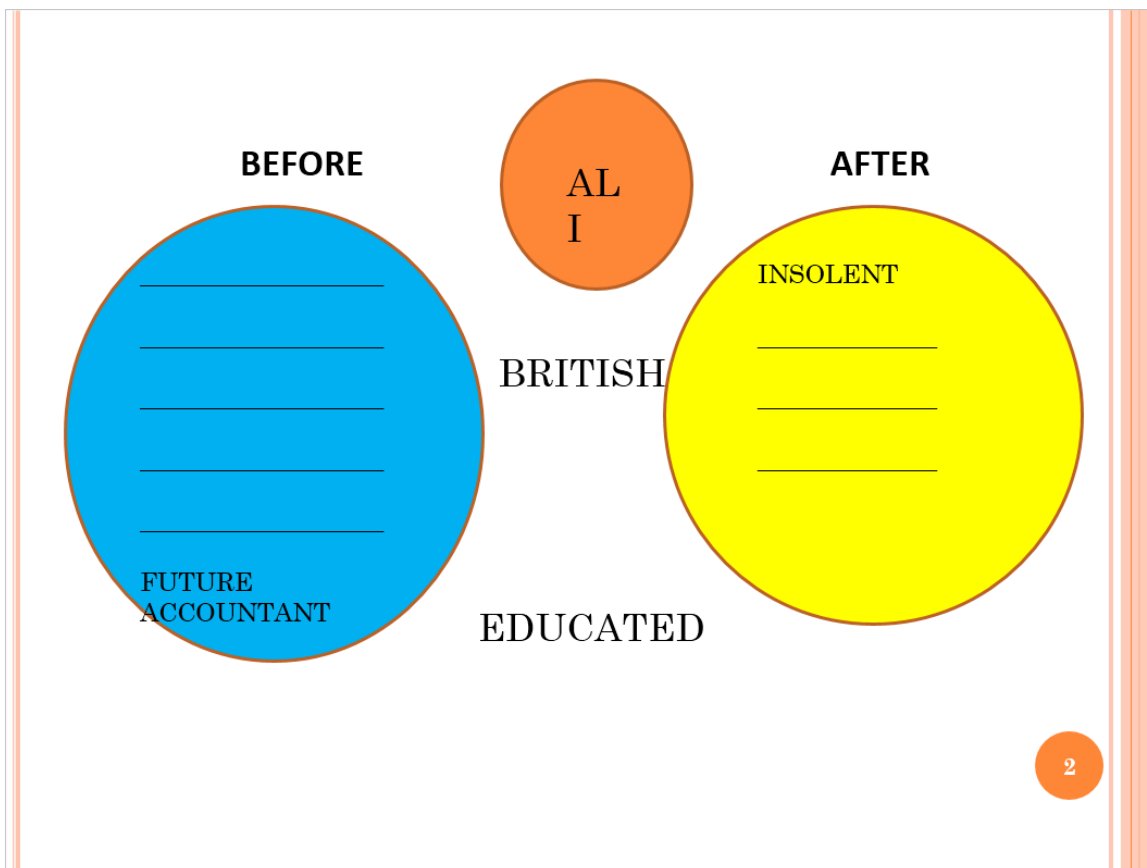 BEFORE
AL
I
AFTER
INSOLENT
BRITISH
FUTURE
ACCOUNTANT
EDUCATED
2